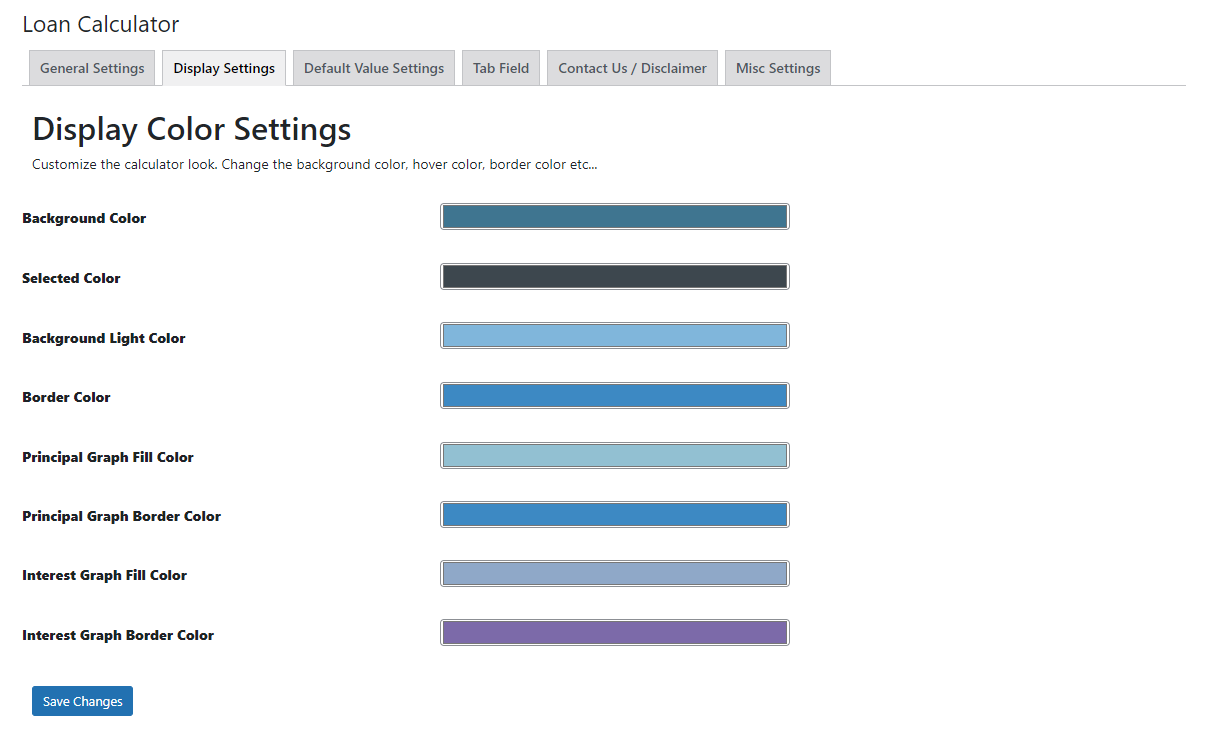 Loan Calculator
General Settings Display Settings Default Value Settings Tab Field Contact Us / Disclaimer Misc Settings
Display Color Settings
Customize the calculator look. Change the background color, hover color, border color etc...
Background Color
Selected Color
Background Light Color
Border Color
Principal Graph Fill Color
Principal Graph Border Color
Interest Graph Fill Color
Interest Graph Border Color
Save Changes